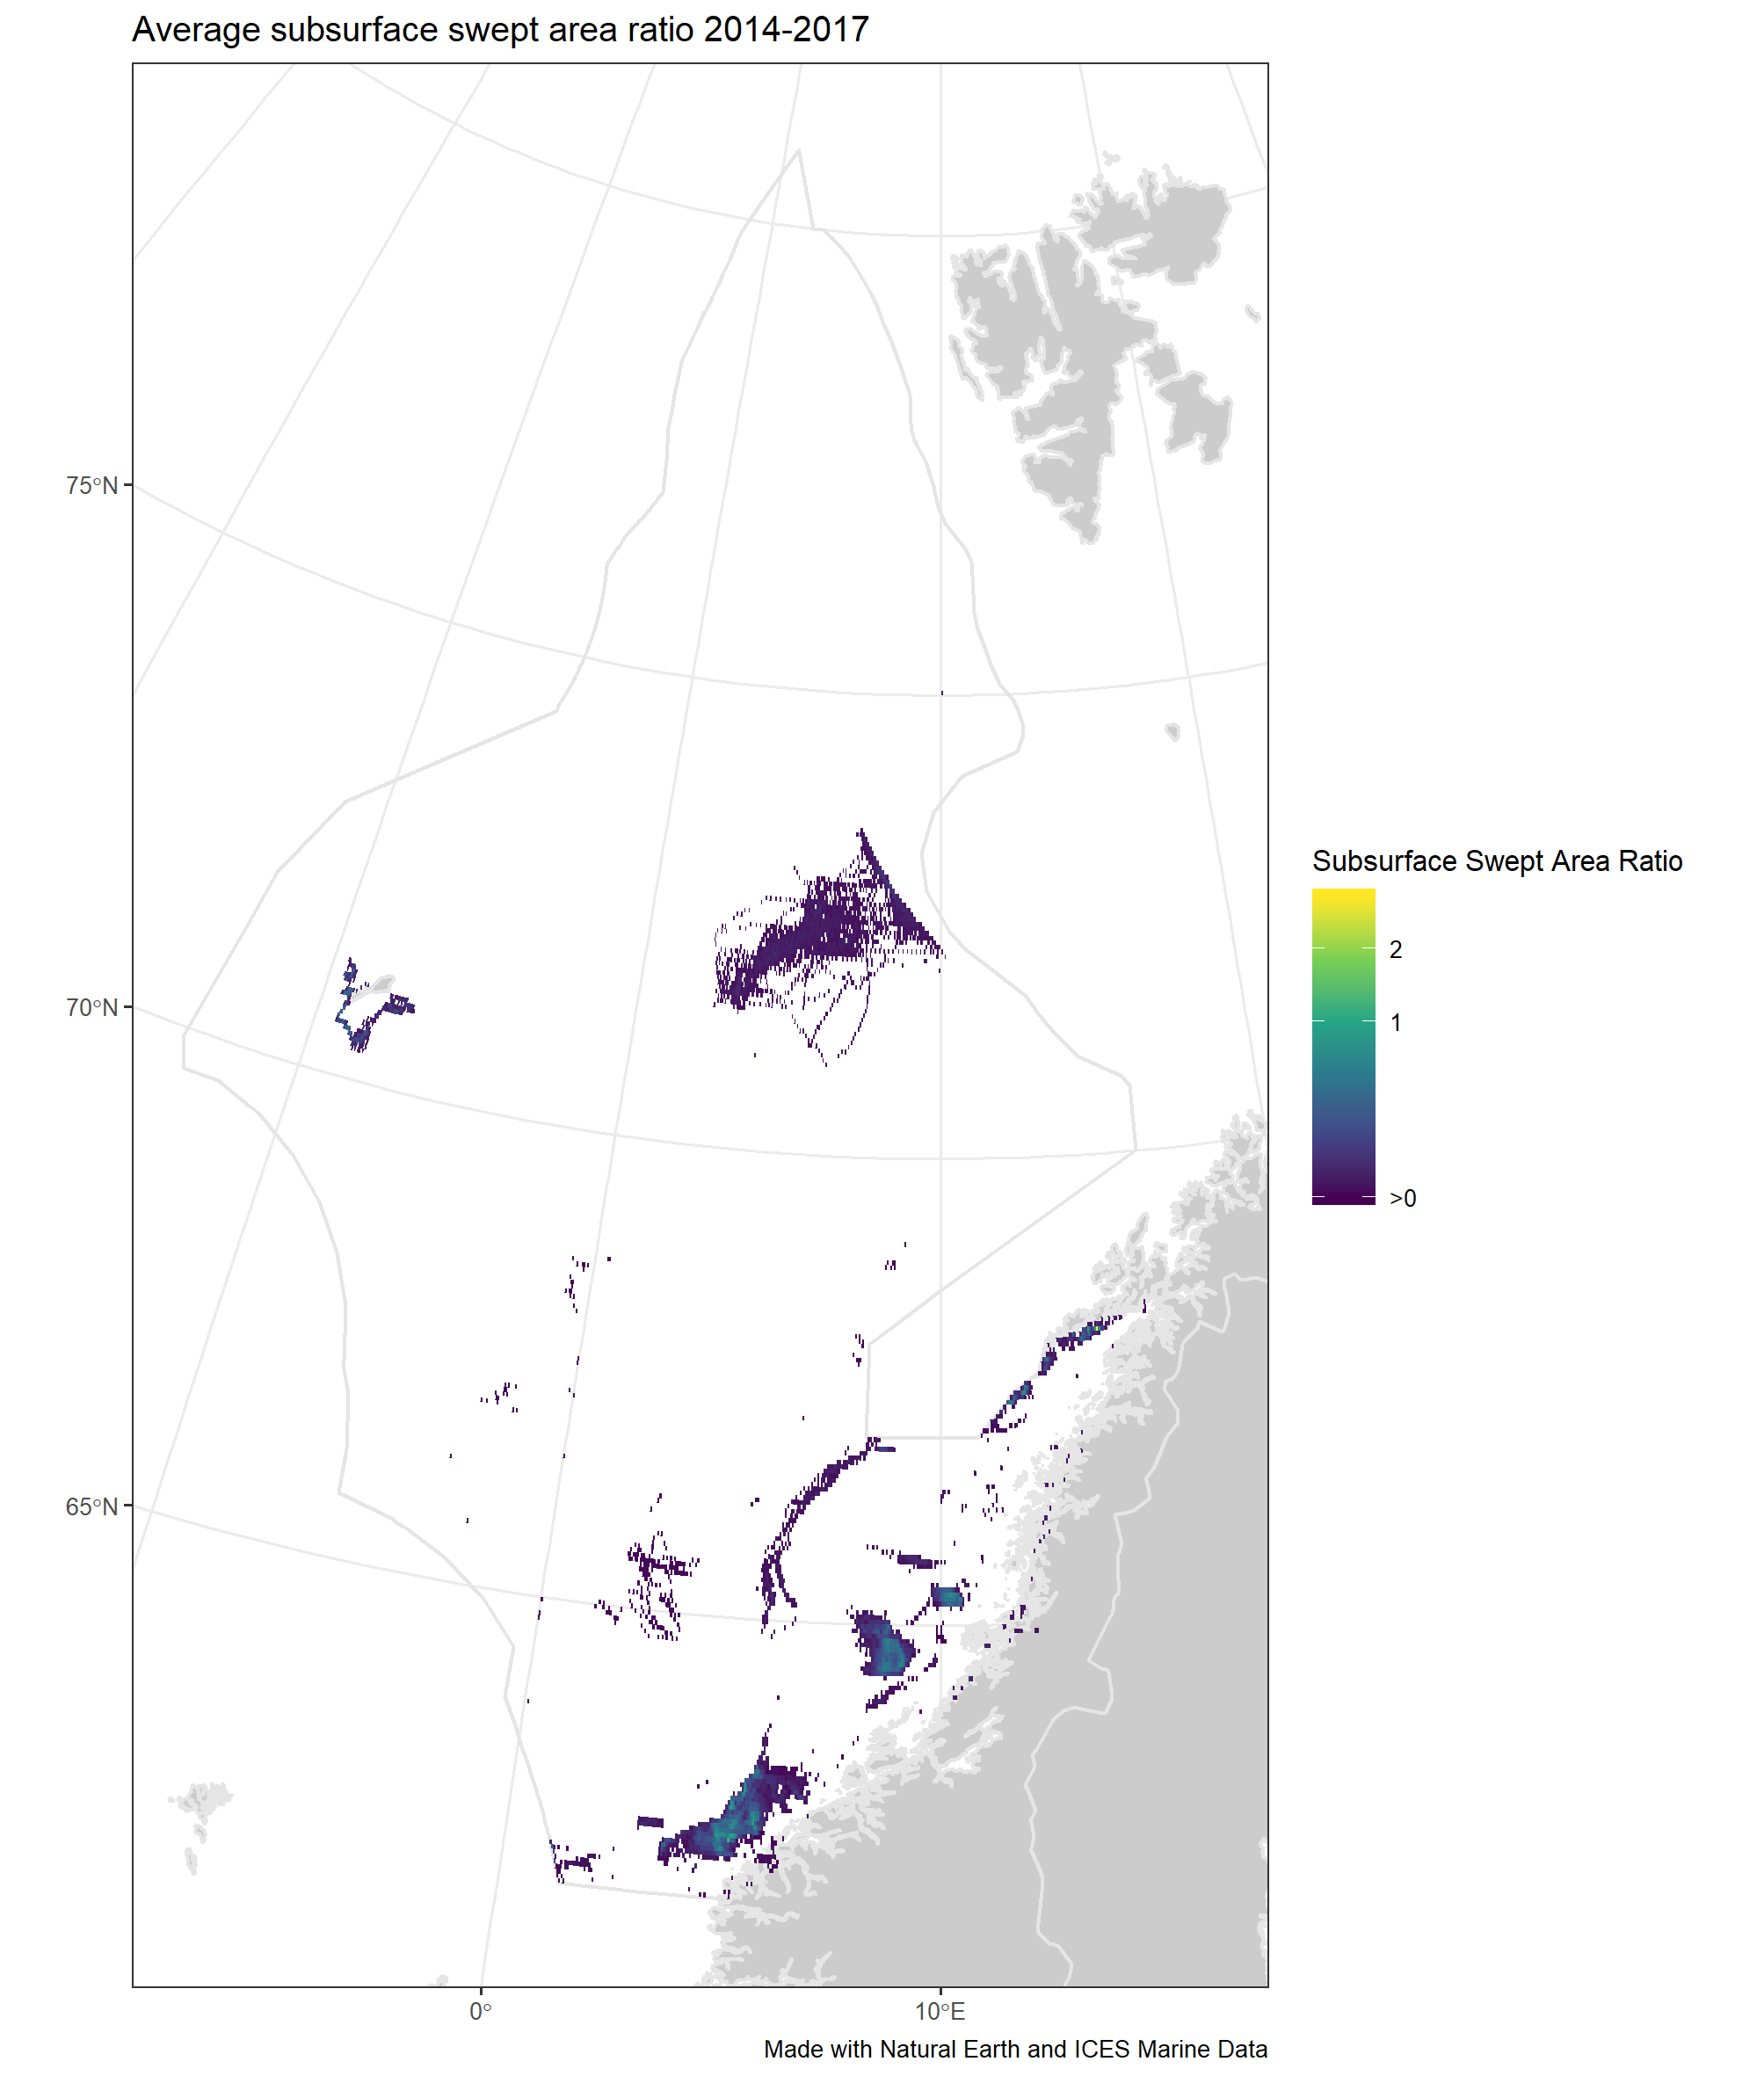 Average subsurface swept area ratio 2014-2017
75°N
70°N
65°N
0°
10°E
Subsurface Swept Area Ratio
2
1
>0
Made with Natural Earth and ICES Marine Data